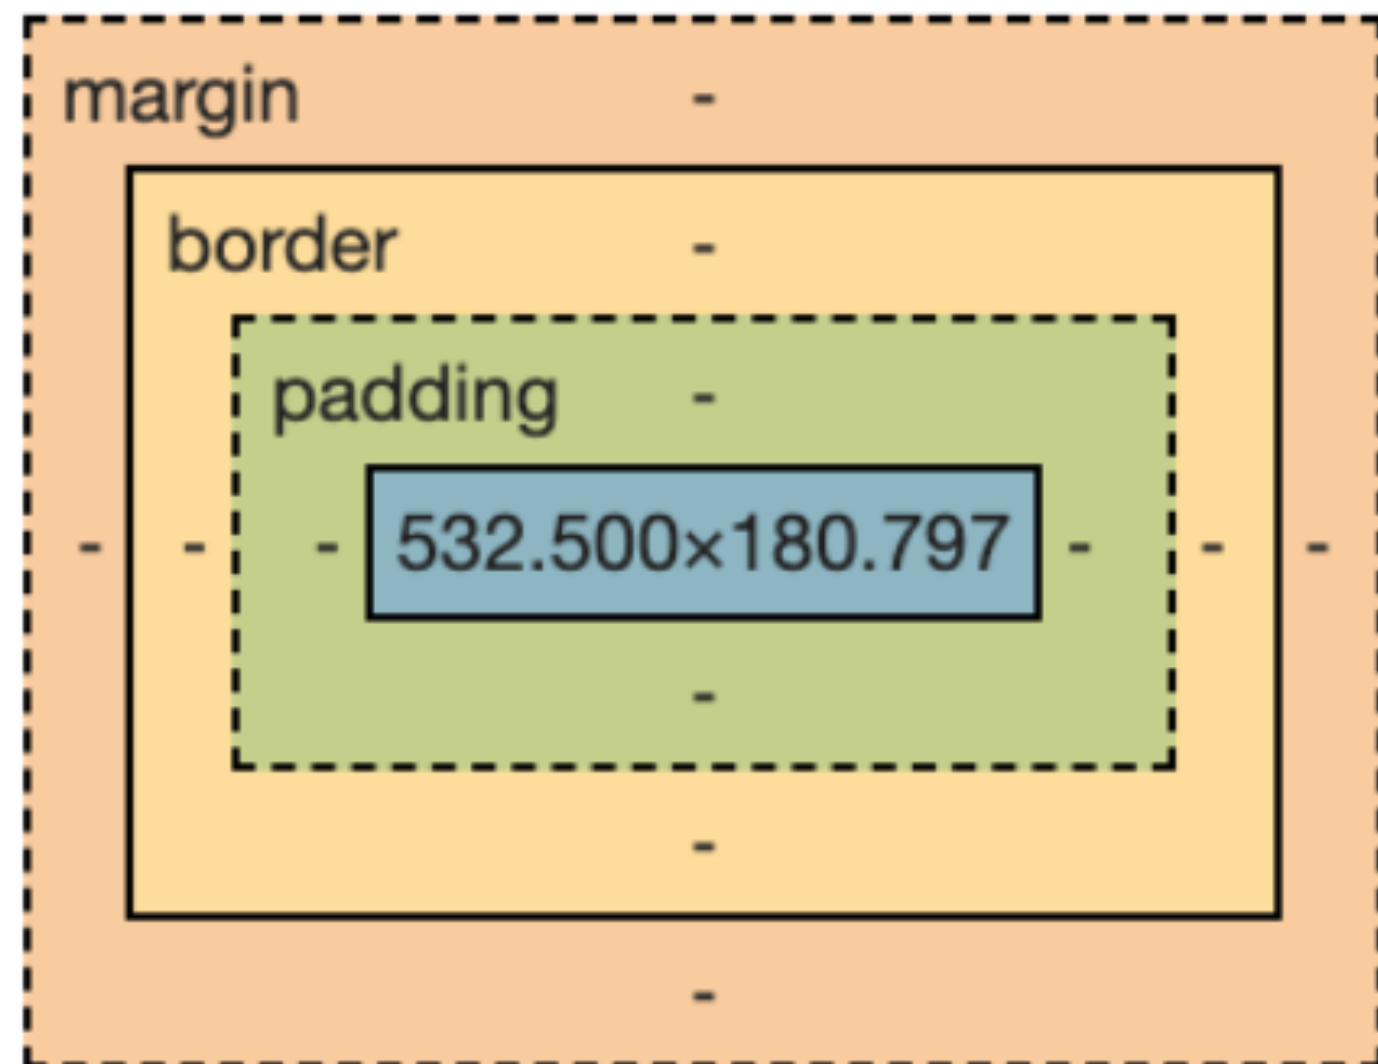 margin -
border -
padding -
- - - 532.500×180.797 - - -
-
-
-